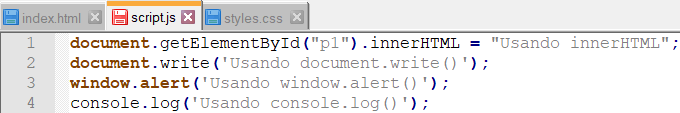 index.html script.js styles.css
1 document.getElementById("p1").innerHTML = "Usando innerHTML";
2 document.write('Usando document.write()');
3 window.alert('Usando window.alert()');
4 console.log('Usando console.log()');